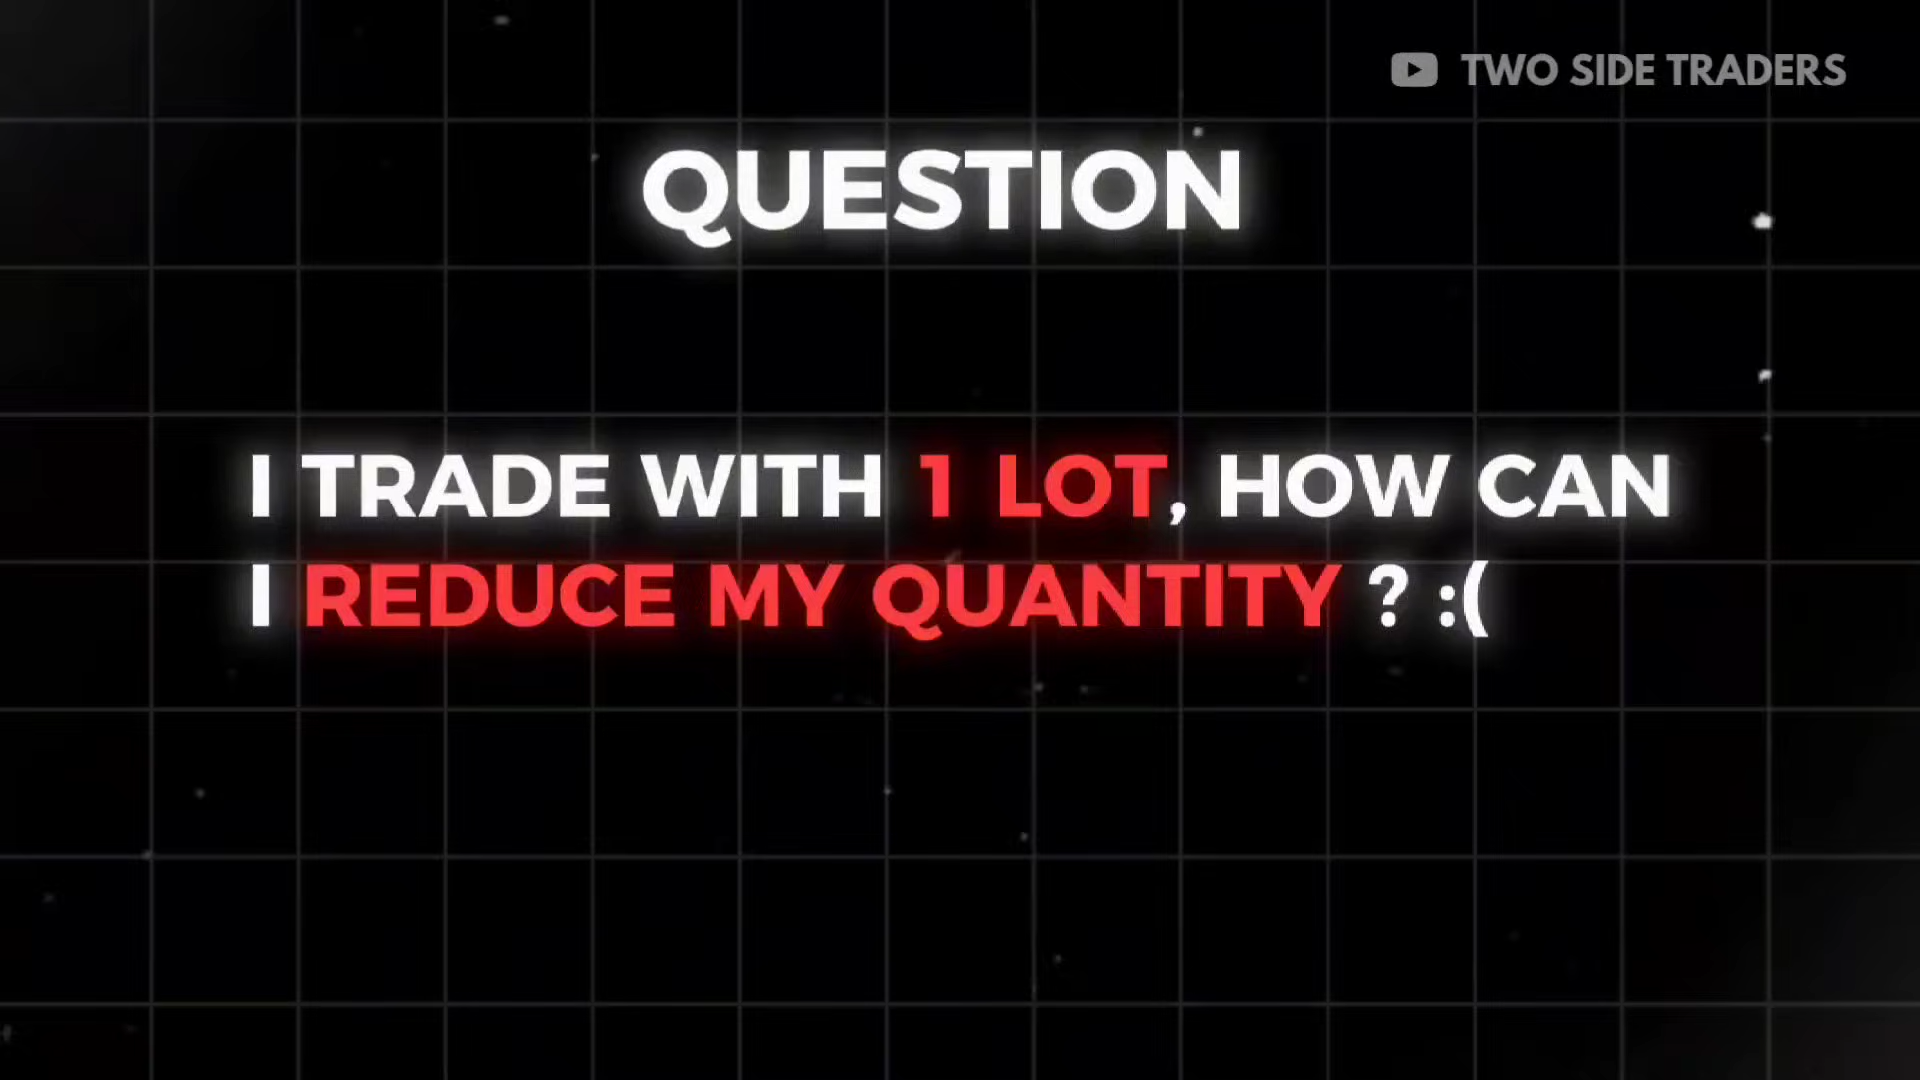 TWO SIDE TRADERS
QUESTION
I TRADE WITH 1 LOT, HOW CAN
I REDUCE MY QUANTITY ? :(